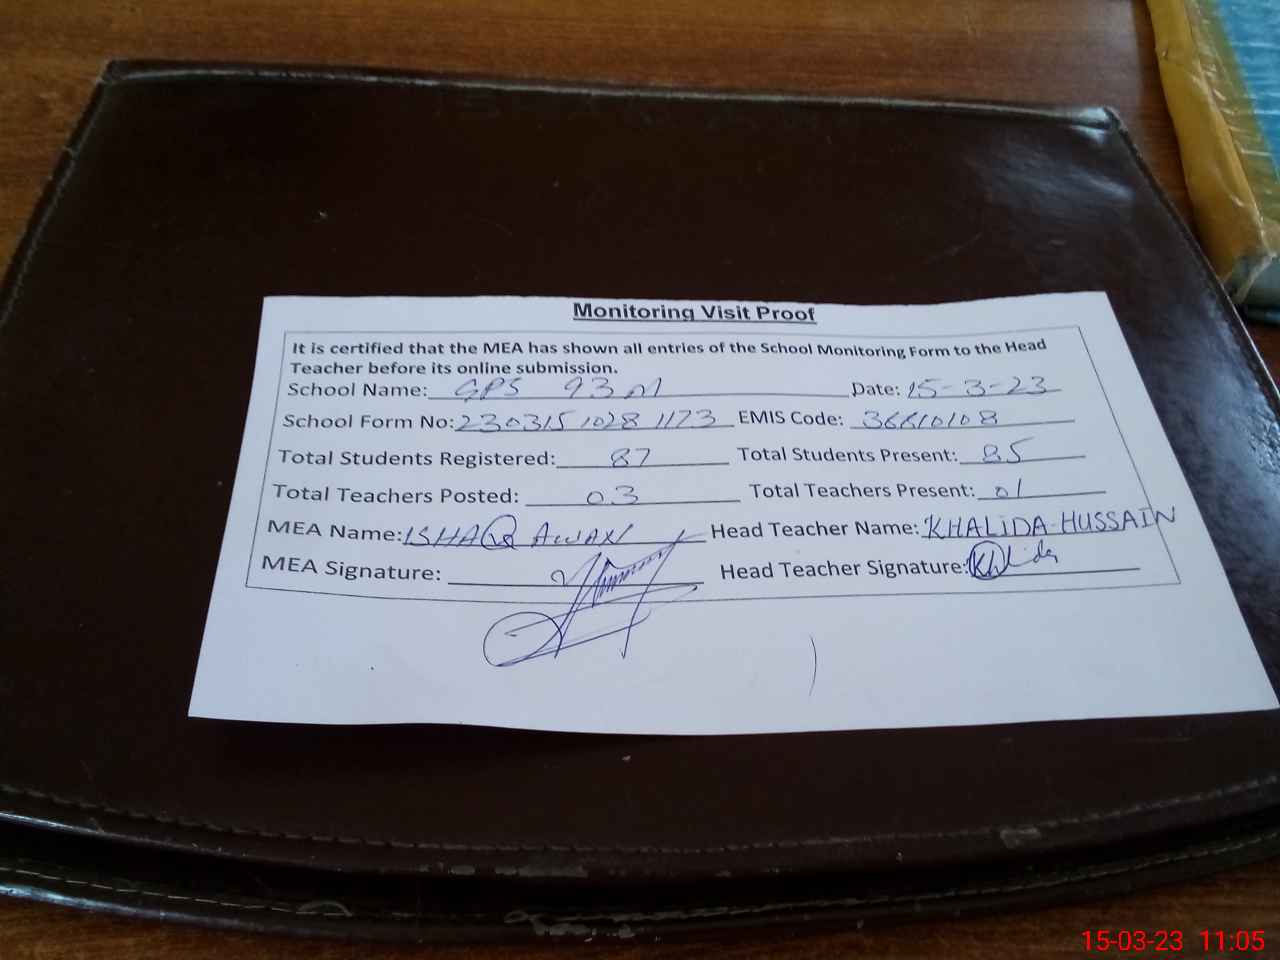 Monitoring Visit Proof
It is certified that the MEA has shown all entries of the School Monitoring Form to the Head
Teacher before its online submission.
School Name: GPS 93 M Date: 15-3-23
School Form No: 230315 1028 1173 EMIS Code: 36610108
Total Students Registered: 87 Total Students Present: 85
Total Teachers Posted: 03 Total Teachers Present: 01
MEA Name: ISHAQ AWAN Head Teacher Name: KHALIDA HUSSAIN
MEA Signature: Head Teacher Signature: Khlida
15-03-23 11:05